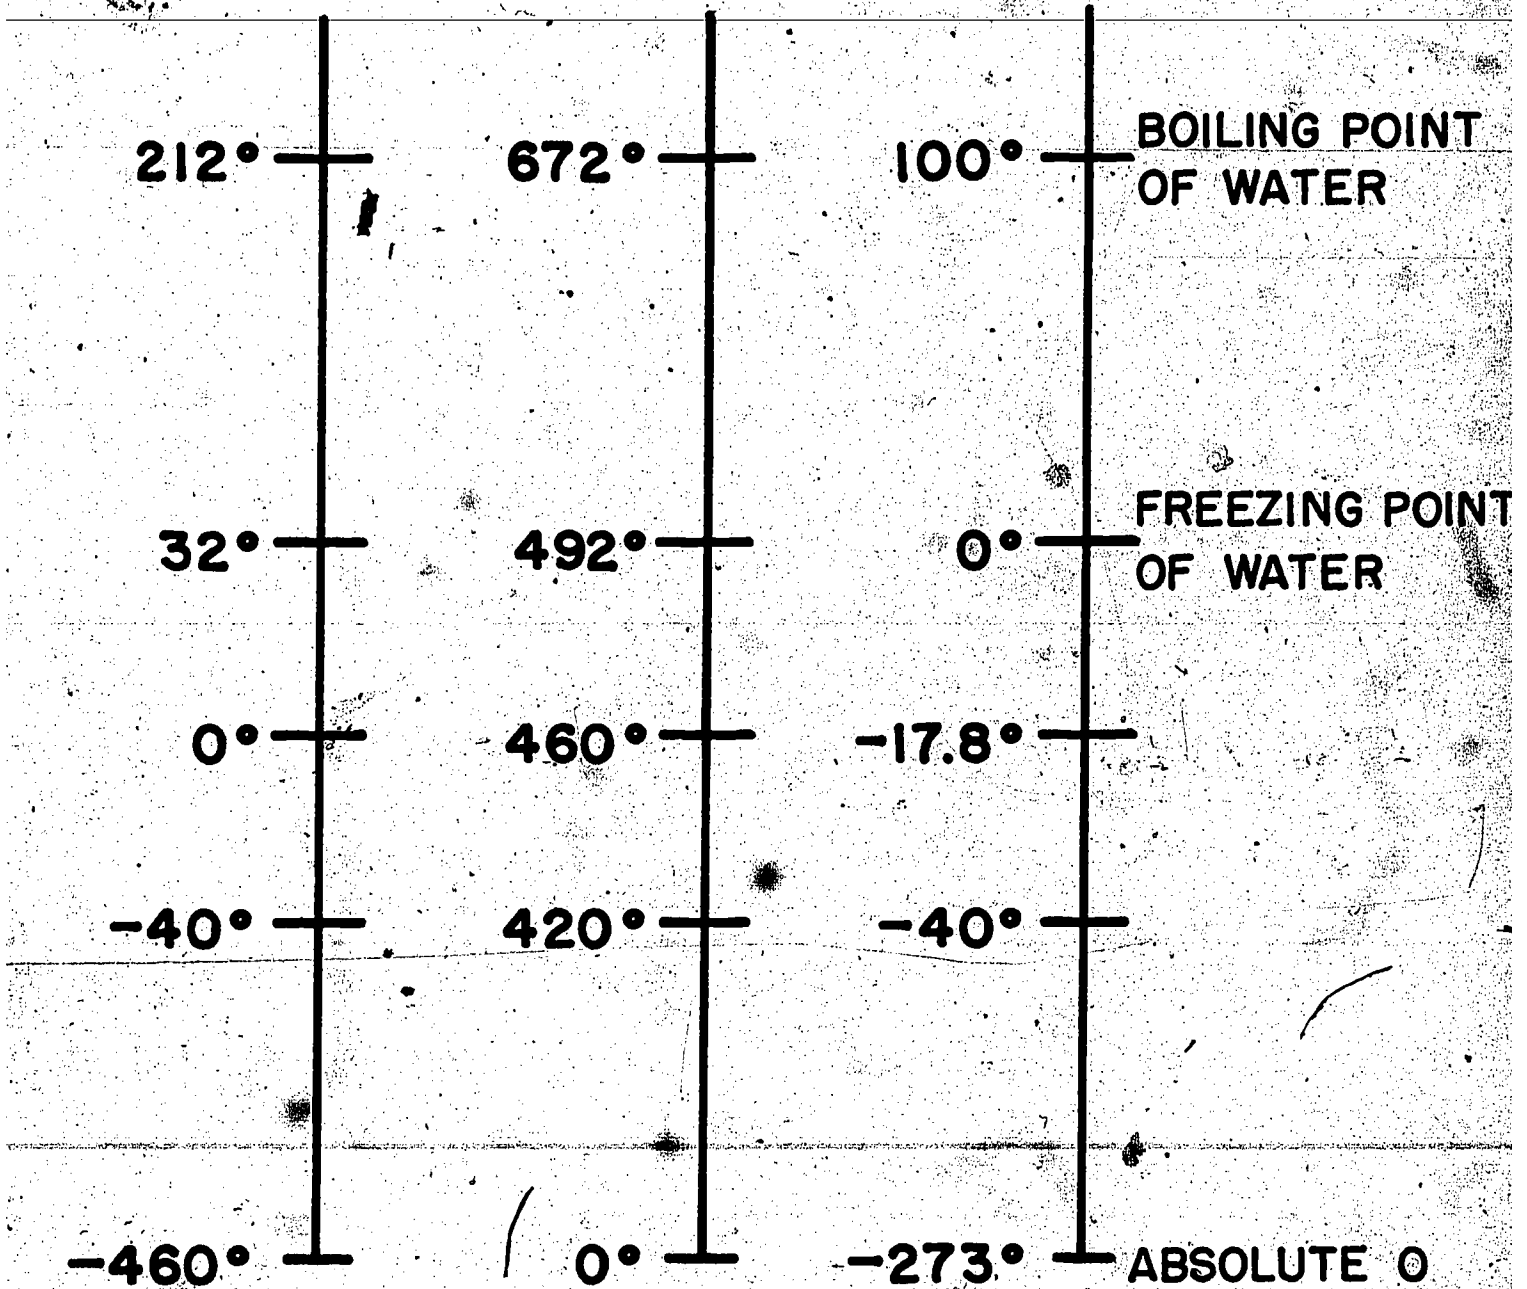 212° 672° 100° BOILING POINT
OF WATER
32° 492° 0° FREEZING POINT
OF WATER
0° 460° -17.8°
-40° 420° -40°
-460° 0° -273° ABSOLUTE 0